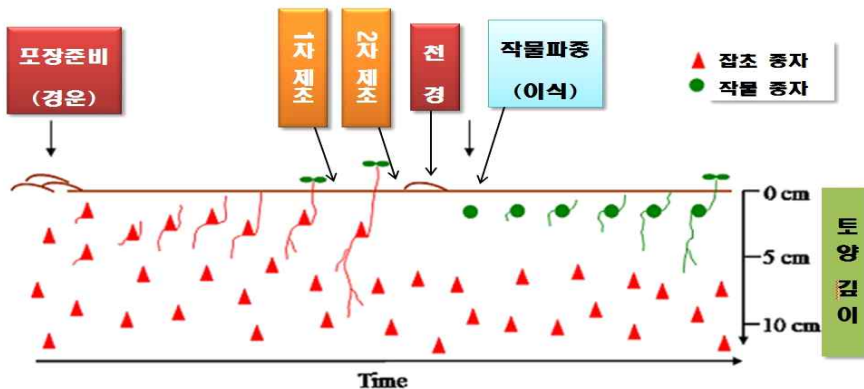 포장준비
(경운)
1차 제조
2차 제조
천경
작물파종
(이식)
잡초 종자
작물 종자
0 cm
5 cm
10 cm
토양 깊이
Time